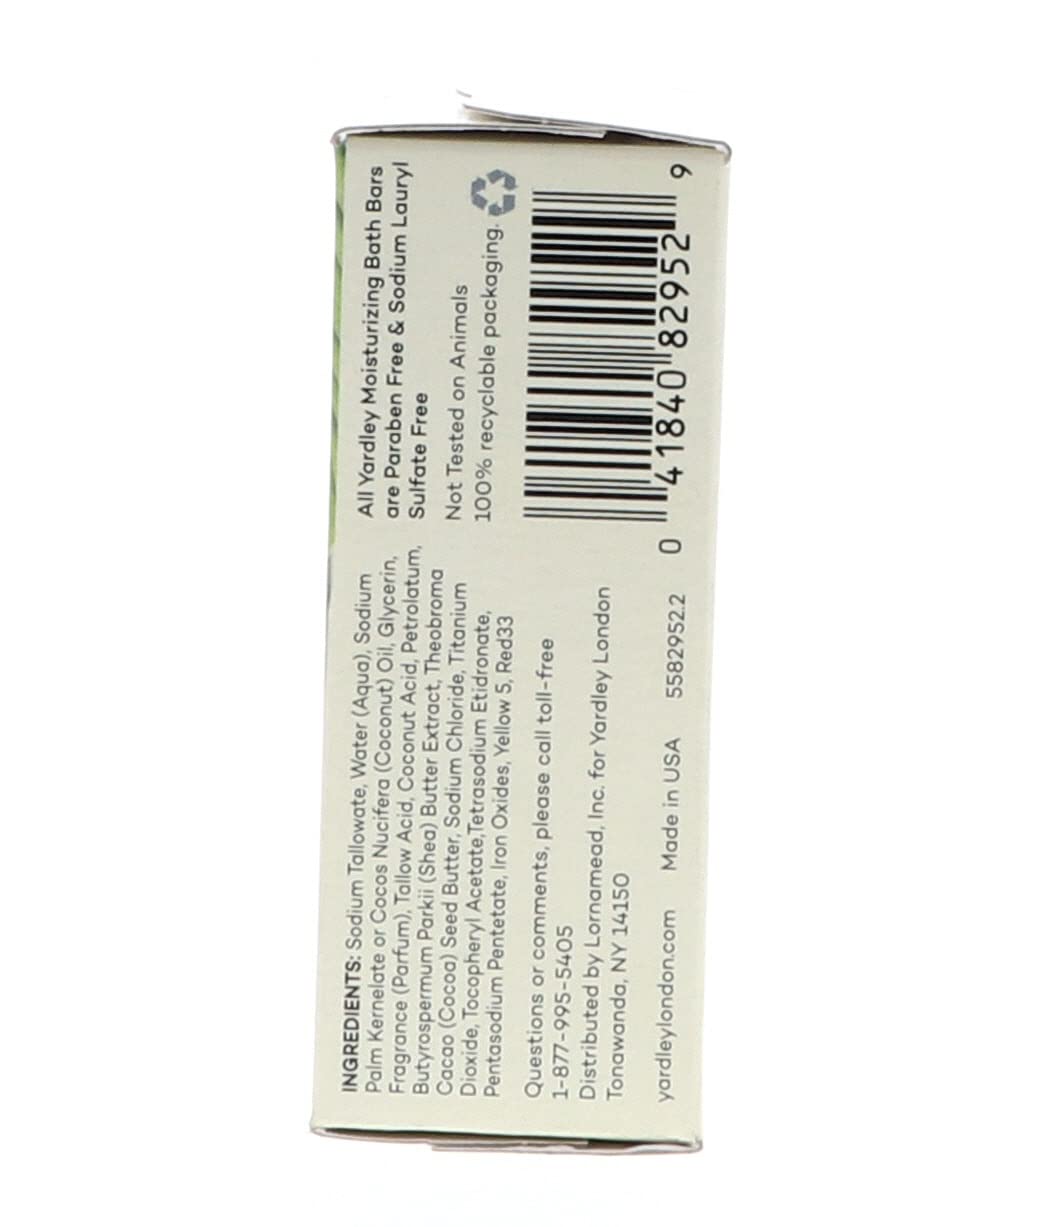 INGREDIENTS: Sodium Tallowate, Water (Aqua), Sodium
Palm Kernelate or Cocos Nucifera (Coconut) Oil, Glycerin,
Fragrance (Parfum), Tallow Acid, Coconut Acid, Petrolatum,
Butyrospermum Parkii (Shea) Butter Extract, Theobroma
Cacao (Cocoa) Seed Butter, Sodium Chloride, Titanium
Dioxide, Tocopheryl Acetate,Tetrasodium Etidronate,
Pentasodium Pentetate, Iron Oxides, Yellow 5, Red33
Questions or comments, please call toll-free
1-877-995-5405
Distributed by Lornamead, Inc. for Yardley London
Tonawanda, NY 14150
yardleylondon.com Made in USA 5582952.2
All Yardley Moisturizing Bath Bars
are Paraben Free & Sodium Lauryl
Sulfate Free
Not Tested on Animals
100% recyclable packaging.
0 41840 82952 9